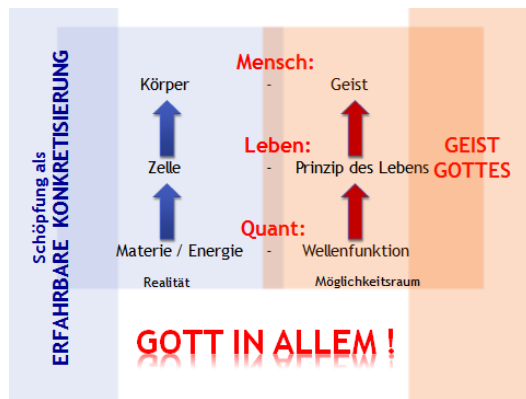 Schöpfung als
ERFAHRBARE KONKRETISIERUNG
Mensch:
Körper - Geist
Leben:
Zelle - Prinzip des Lebens
Quant:
Materie / Energie - Wellenfunktion
Realität Möglichkeitsraum
GEIST
GOTTES
GOTT IN ALLEM !